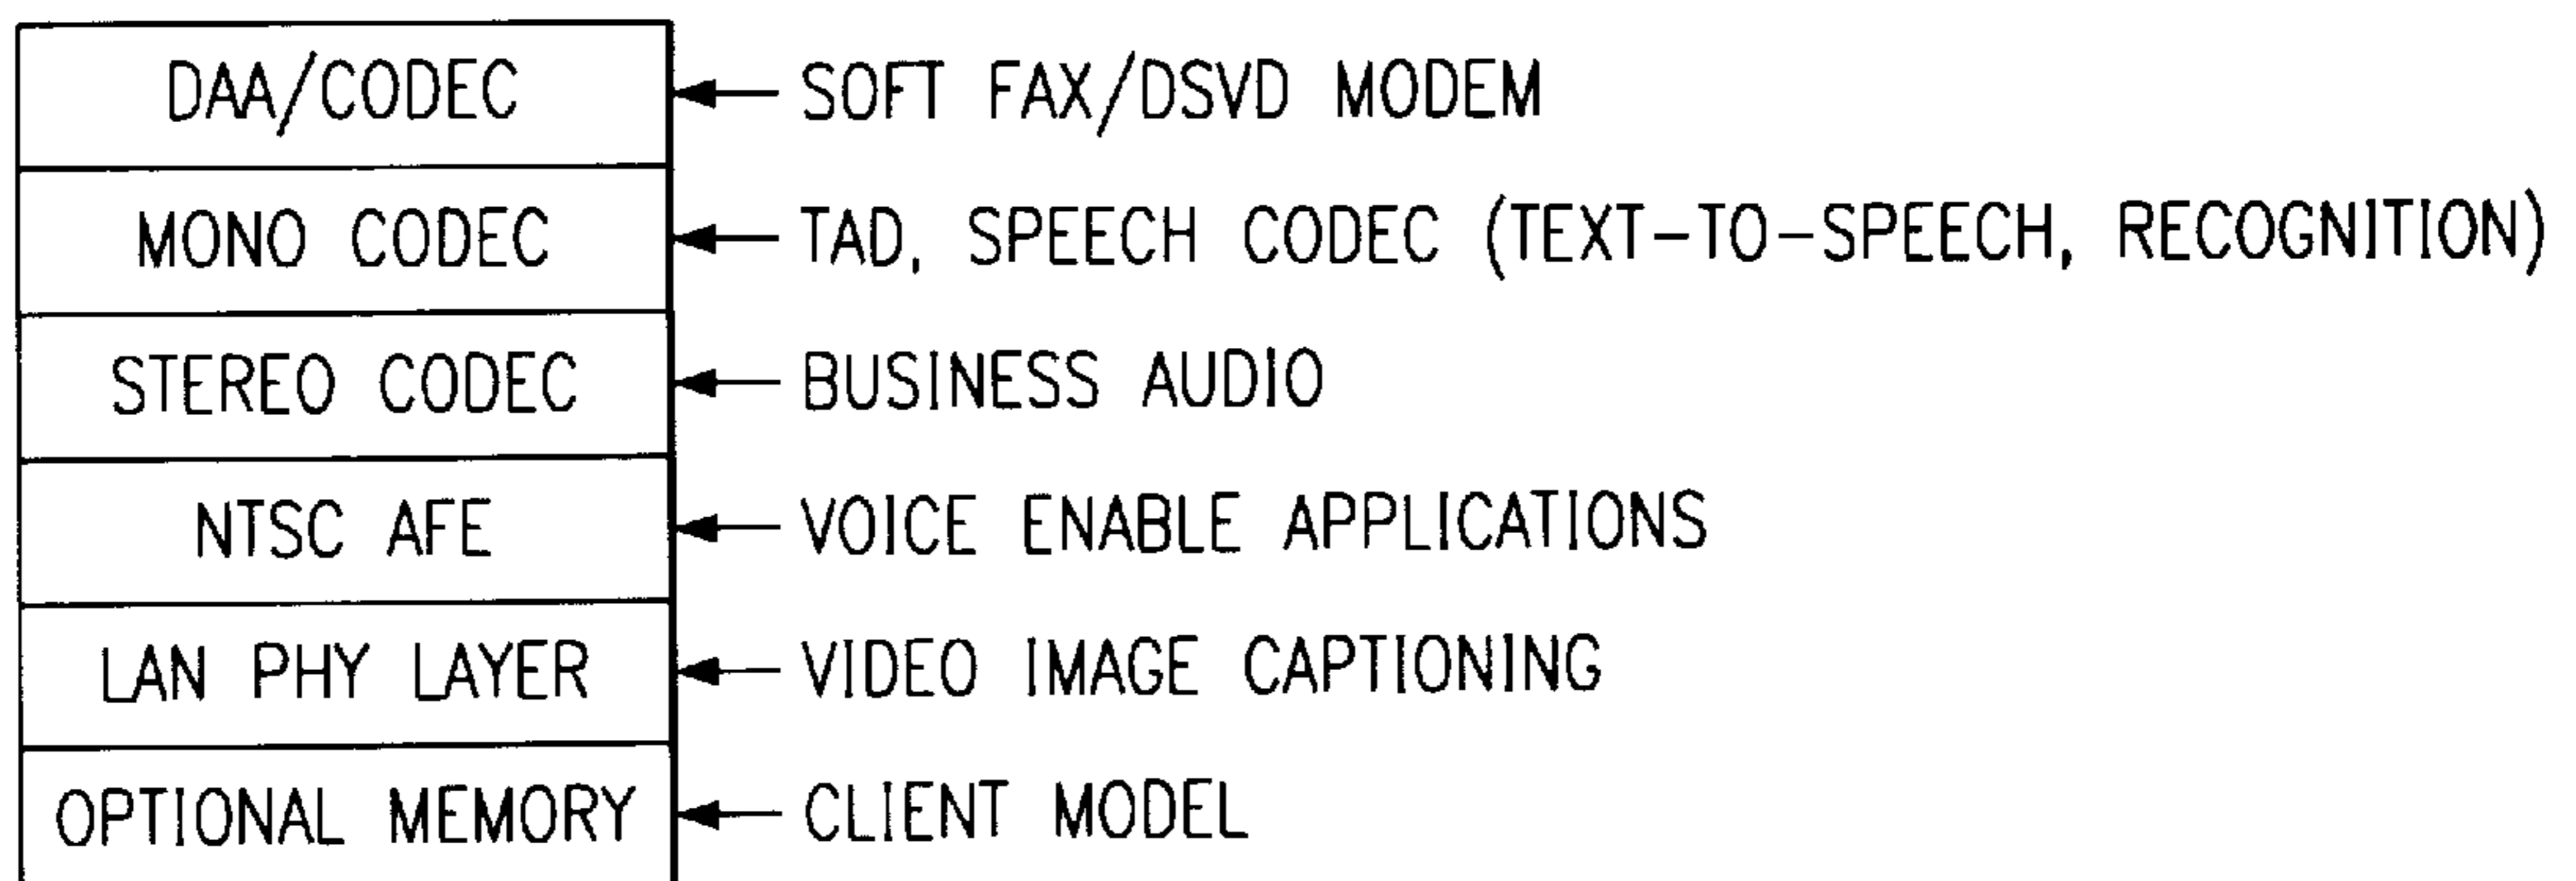 DAA/CODEC SOFT FAX/DSVD MODEM
MONO CODEC TAD, SPEECH CODEC (TEXT-TO-SPEECH, RECOGNITION)
STEREO CODEC BUSINESS AUDIO
NTSC AFE VOICE ENABLE APPLICATIONS
LAN PHY LAYER VIDEO IMAGE CAPTIONING
OPTIONAL MEMORY CLIENT MODEL